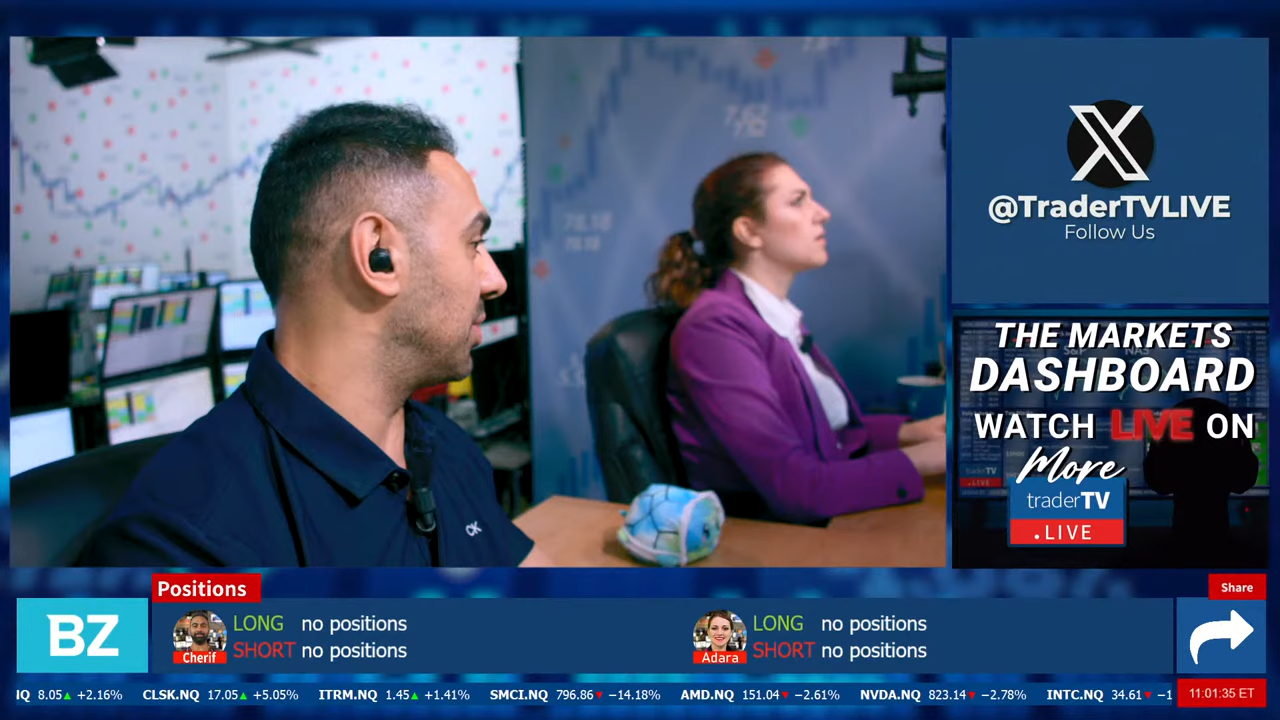 @TraderTVLIVE
Follow Us
THE MARKETS
DASHBOARD
WATCH LIVE ON
More
traderTV
.LIVE
CK
Positions
Share
BZ
Cherif
LONG no positions
SHORT no positions
Adara
LONG no positions
SHORT no positions
IQ 8.05▲ +2.16% CLSK.NQ 17.05▲ +5.05% ITRM.NQ 1.45▲ +1.41% SMCI.NQ 796.86▼ −14.18% AMD.NQ 151.04▼ −2.61% NVDA.NQ 823.14▼ −2.78% INTC.NQ 34.61▼ −1
11:01:35 ET